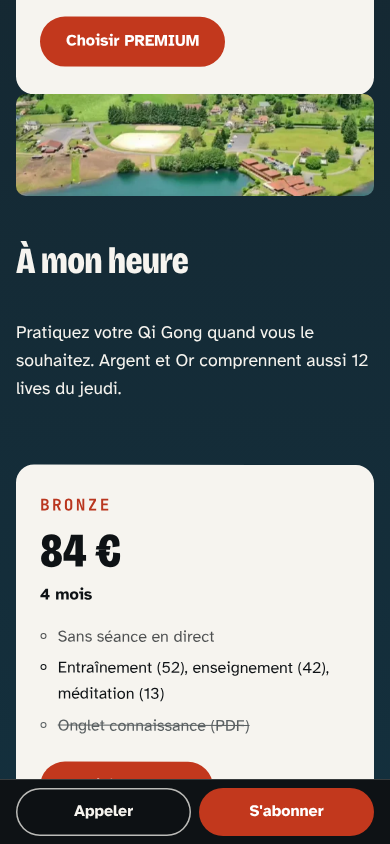 Choisir PREMIUM
À mon heure
Pratiquez votre Qi Gong quand vous le
souhaitez. Argent et Or comprennent aussi 12
lives du jeudi.
BRONZE
84 €
4 mois
Sans séance en direct
Entraînement (52), enseignement (42),
méditation (13)
Onglet connaissance (PDF)
Appeler
S'abonner